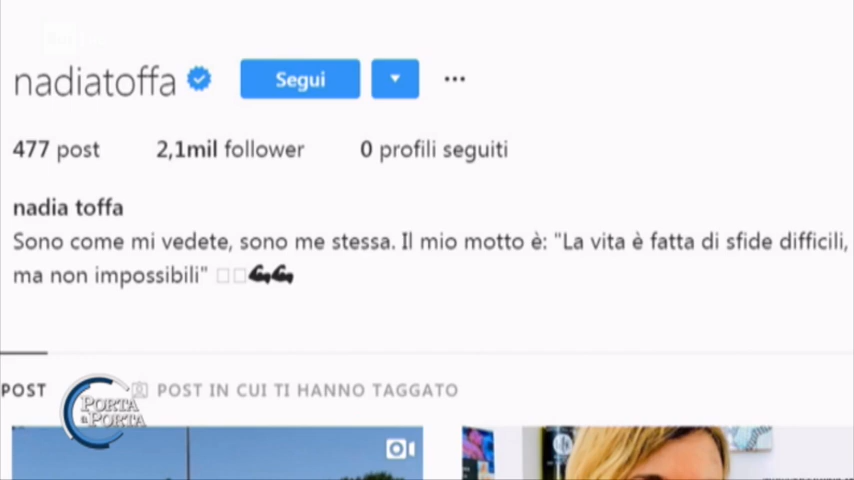 nadiatoffa
Segui
477 post 2,1mil follower 0 profili seguiti
nadia toffa
Sono come mi vedete, sono me stessa. Il mio motto è: "La vita è fatta di sfide difficili,
ma non impossibili"
POST POST IN CUI TI HANNO TAGGATO
PORTA
a PORTA